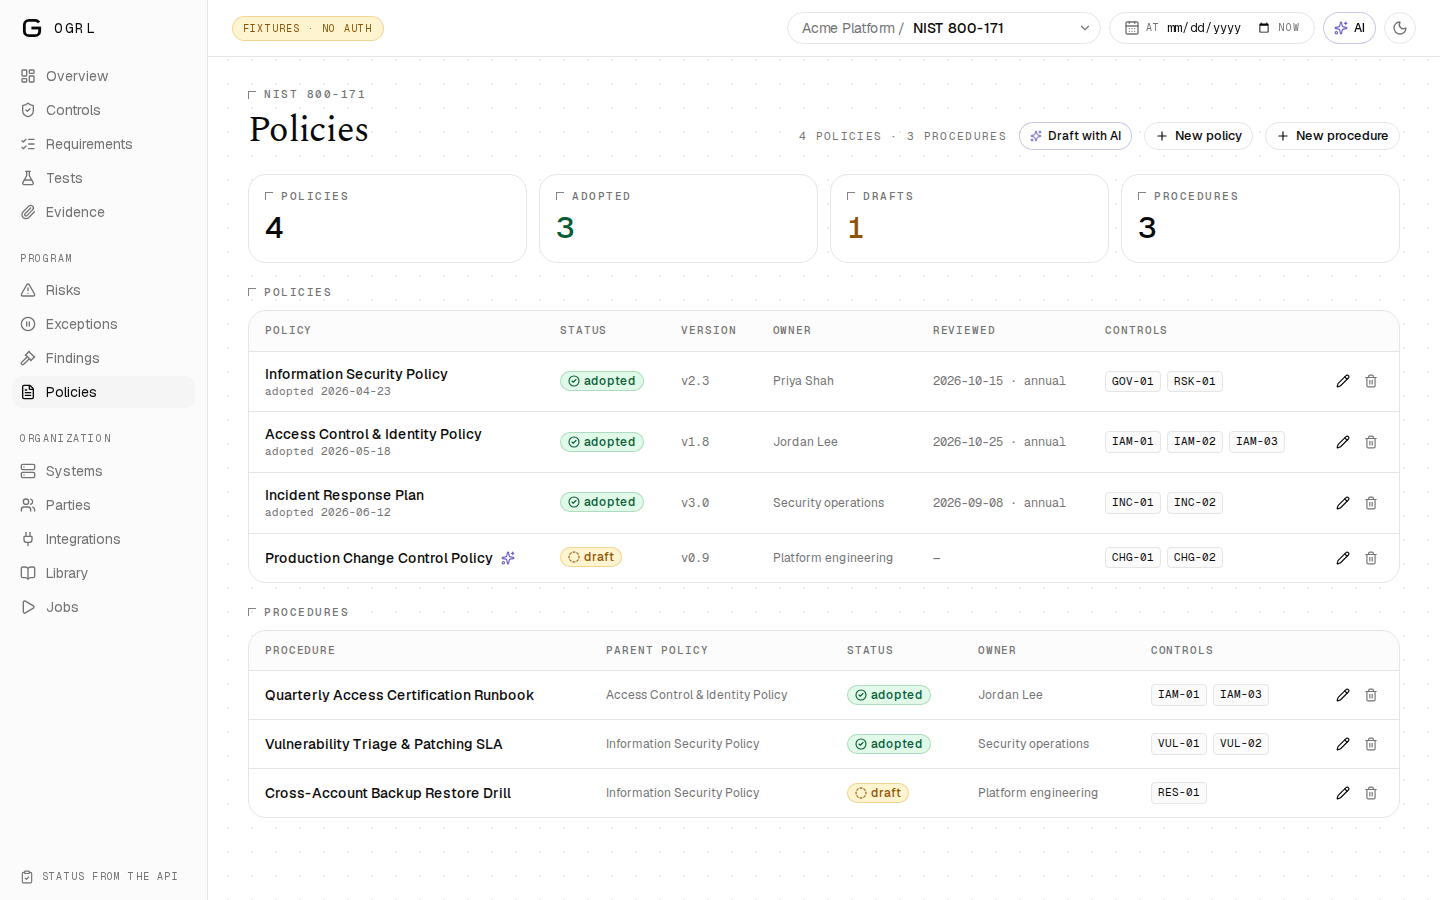 OGRL
FIXTURES · NO AUTH
Acme Platform / NIST 800-171
AT mm/dd/yyyy NOW
AI
Overview
Controls
Requirements
Tests
Evidence
PROGRAM
Risks
Exceptions
Findings
Policies
ORGANIZATION
Systems
Parties
Integrations
Library
Jobs
STATUS FROM THE API
NIST 800-171
Policies
4 POLICIES · 3 PROCEDURES
Draft with AI
New policy
New procedure
POLICIES
4
ADOPTED
3
DRAFTS
1
PROCEDURES
3
POLICIES
POLICY STATUS VERSION OWNER REVIEWED CONTROLS
Information Security Policy adopted v2.3 Priya Shah 2026-10-15 · annual GOV-01 RSK-01
adopted 2026-04-23
Access Control & Identity Policy adopted v1.8 Jordan Lee 2026-10-25 · annual IAM-01 IAM-02 IAM-03
adopted 2026-05-18
Incident Response Plan adopted v3.0 Security operations 2026-09-08 · annual INC-01 INC-02
adopted 2026-06-12
Production Change Control Policy draft v0.9 Platform engineering — CHG-01 CHG-02
PROCEDURES
PROCEDURE PARENT POLICY STATUS OWNER CONTROLS
Quarterly Access Certification Runbook Access Control & Identity Policy adopted Jordan Lee IAM-01 IAM-03
Vulnerability Triage & Patching SLA Information Security Policy adopted Security operations VUL-01 VUL-02
Cross-Account Backup Restore Drill Information Security Policy draft Platform engineering RES-01